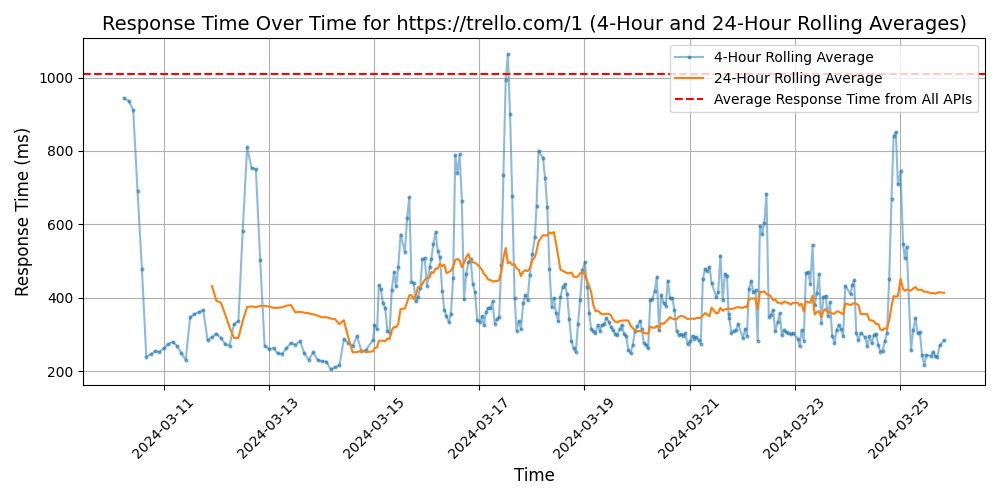 Response Time Over Time for https://trello.com/1 (4-Hour and 24-Hour Rolling Averages)
4-Hour Rolling Average
24-Hour Rolling Average
Average Response Time from All APIs
Response Time (ms)
1000
800
600
400
200
2024-03-11
2024-03-13
2024-03-15
2024-03-17
2024-03-19
2024-03-21
2024-03-23
2024-03-25
Time